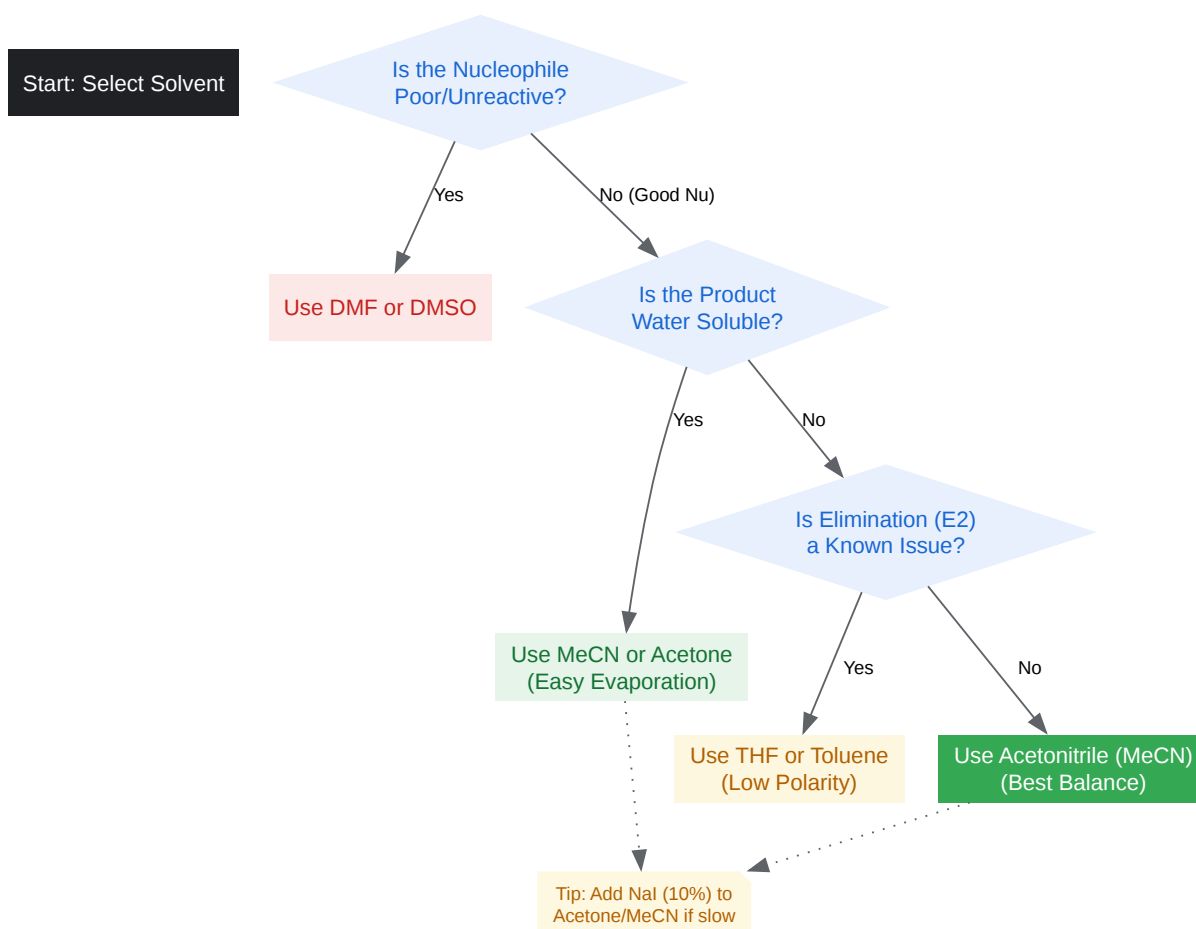 Start: Select Solvent
Is the Nucleophile
Poor/Unreactive?
Yes
No (Good Nu)
Use DMF or DMSO
Is the Product
Water Soluble?
Yes
No
Is Elimination (E2)
a Known Issue?
Use MeCN or Acetone
(Easy Evaporation)
Yes
No
Use THF or Toluene
(Low Polarity)
Use Acetonitrile (MeCN)
(Best Balance)
Tip: Add NaI (10%) to
Acetone/MeCN if slow